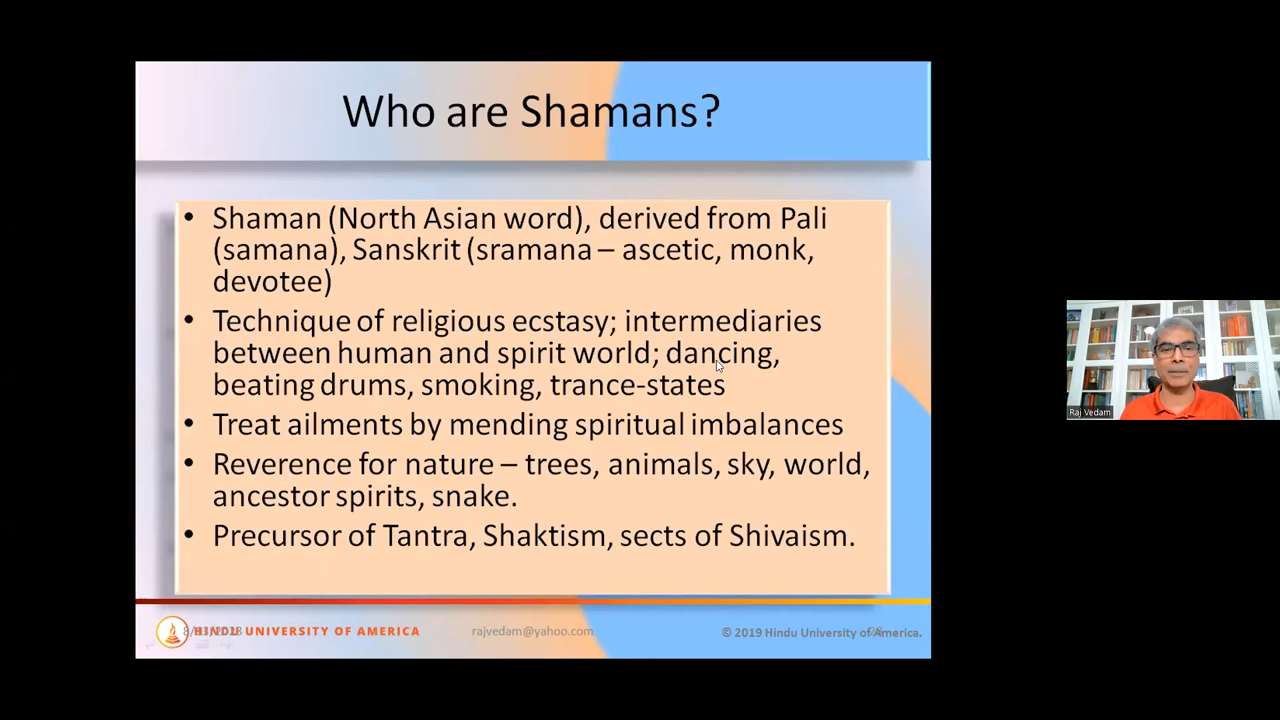 Who are Shamans?
• Shaman (North Asian word), derived from Pali
(samana), Sanskrit (sramana – ascetic, monk,
devotee)
• Technique of religious ecstasy; intermediaries
between human and spirit world; dancing,
beating drums, smoking, trance-states
• Treat ailments by mending spiritual imbalances
• Reverence for nature – trees, animals, sky, world,
ancestor spirits, snake.
• Precursor of Tantra, Shaktism, sects of Shivaism.
HINDU UNIVERSITY OF AMERICA
rajvedam@yahoo.com
© 2019 Hindu University of America.
Raj Vedam